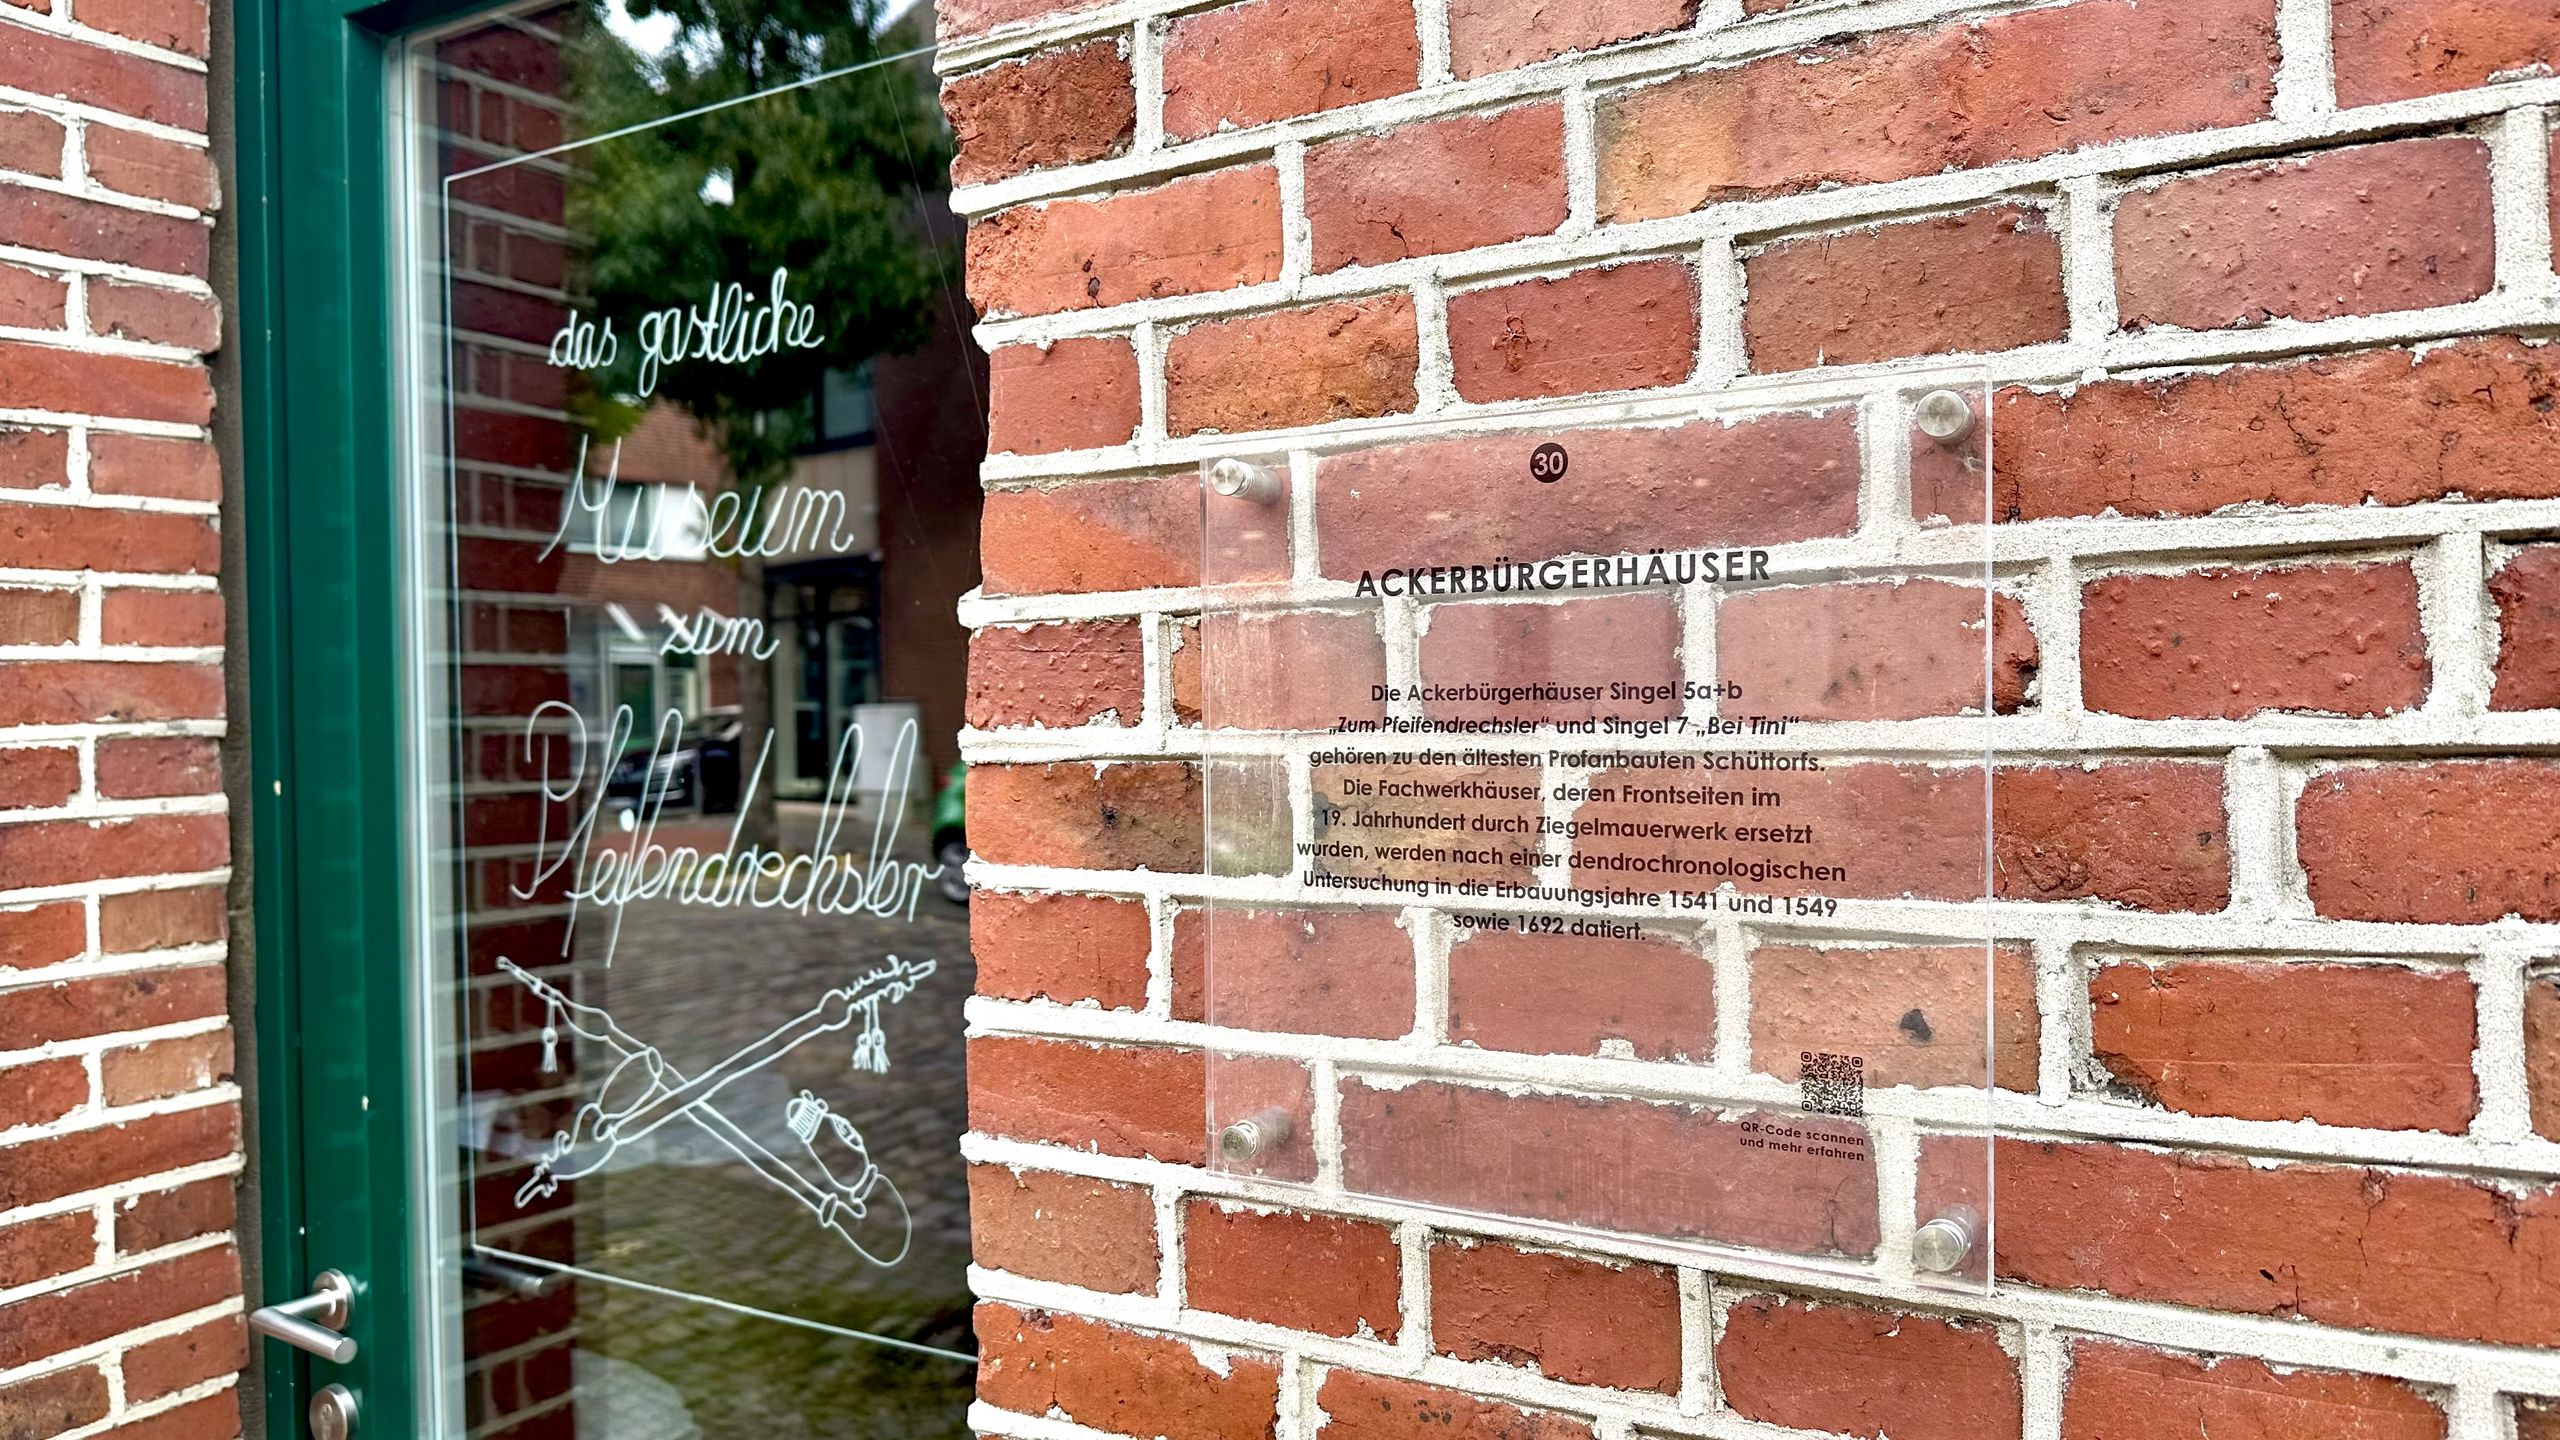 das gastliche
Museum
zum
Pfeifendrechsler
30
ACKERBÜRGERHÄUSER
Die Ackerbürgerhäuser Singel 5a+b
„Zum Pfeifendrechsler“ und Singel 7 „Bei Tini“
gehören zu den ältesten Profanbauten Schüttorfs.
Die Fachwerkhäuser, deren Frontseiten im
19. Jahrhundert durch Ziegelmauerwerk ersetzt
wurden, werden nach einer dendrochronologischen
Untersuchung in die Erbauungsjahre 1541 und 1549
sowie 1692 datiert.
QR-Code scannen
und mehr erfahren